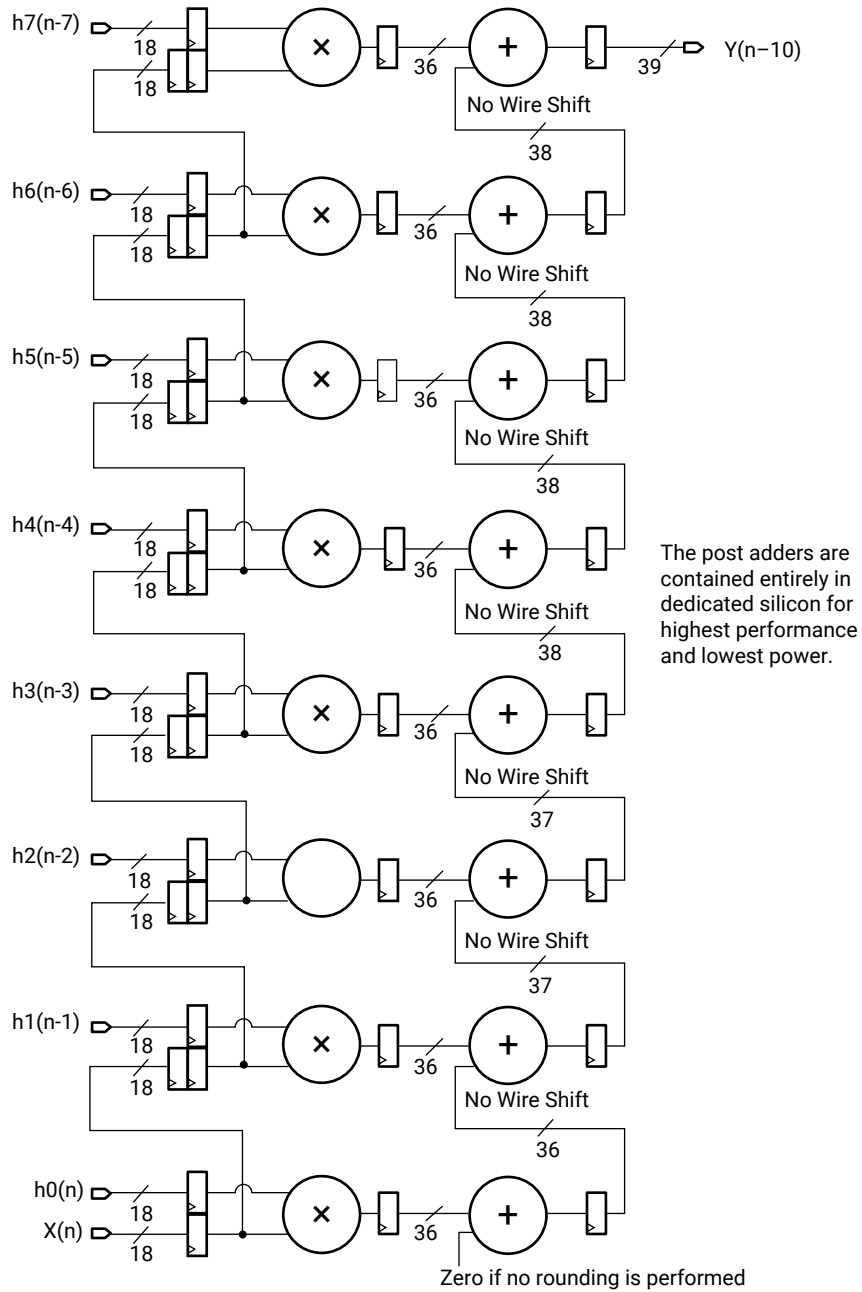 h7(n-7)
18
18
×
36
+
39
Y(n–10)
No Wire Shift
38
h6(n-6)
18
18
×
36
+
No Wire Shift
38
h5(n-5)
18
18
×
36
+
No Wire Shift
38
h4(n-4)
18
18
×
36
+
The post adders are
contained entirely in
dedicated silicon for
highest performance
and lowest power.
38
h3(n-3)
18
18
×
36
+
No Wire Shift
37
h2(n-2)
18
18
36
+
No Wire Shift
37
h1(n-1)
18
18
×
36
+
No Wire Shift
36
h0(n)
18
X(n)
18
×
36
+
Zero if no rounding is performed